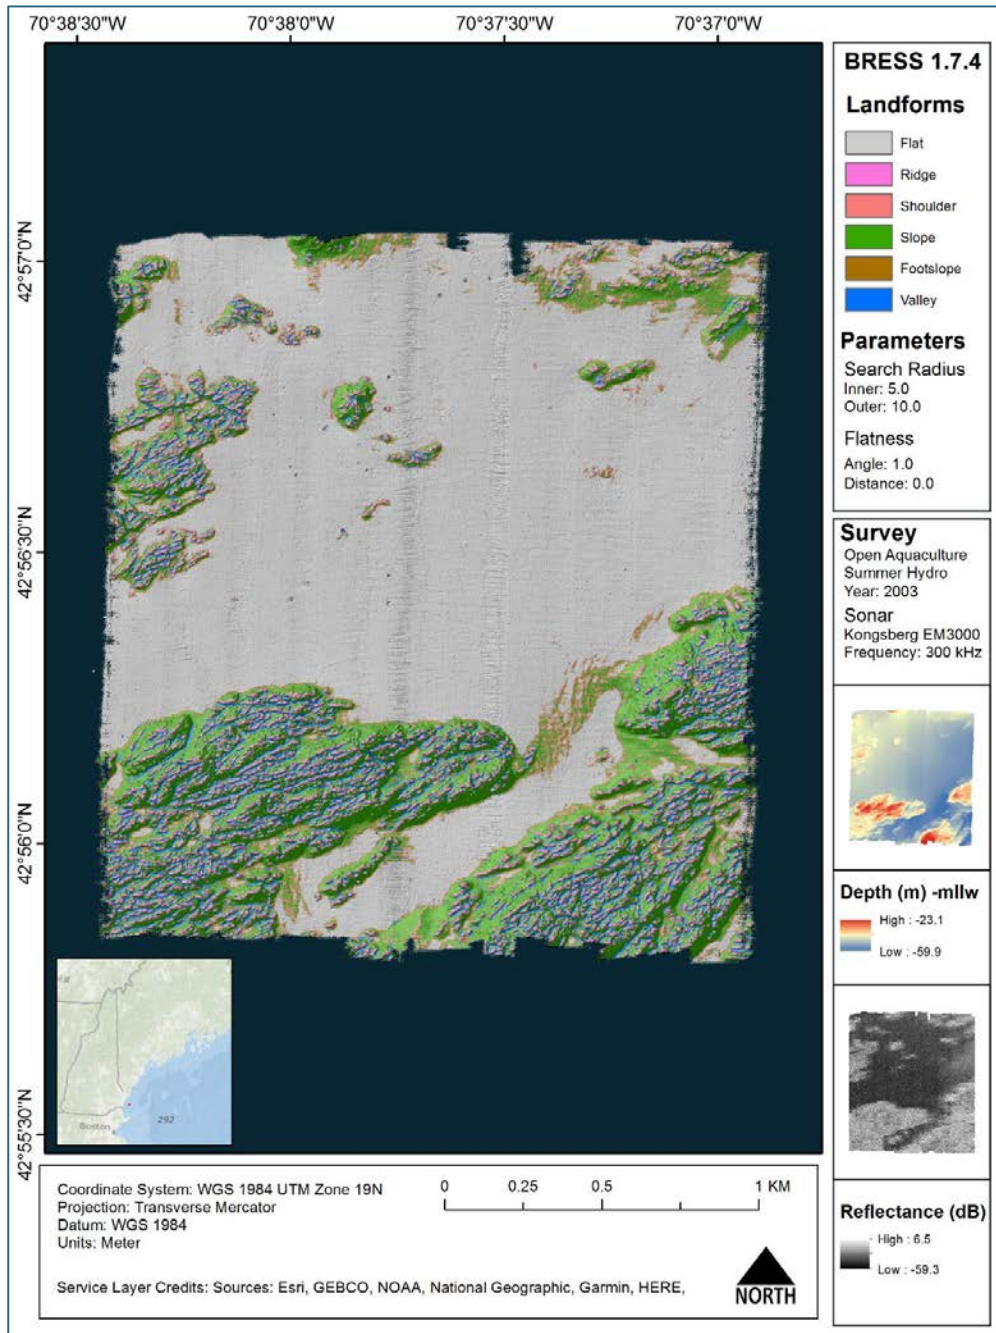 70°38'30"W
70°38'0"W
70°37'30"W
70°37'0"W
42°57'0"N
42°56'30"N
42°56'0"N
42°55'30"N
BRESS 1.7.4
Landforms
Flat
Ridge
Shoulder
Slope
Footslope
Valley
Parameters
Search Radius
Inner: 5.0
Outer: 10.0
Flatness
Angle: 1.0
Distance: 0.0
Survey
Open Aquaculture
Summer Hydro
Year: 2003
Sonar
Kongsberg EM3000
Frequency: 300 kHz
Depth (m) -mllw
High : -23.1
Low : -59.9
Reflectance (dB)
High : 6.5
Low : -59.3
Boston
292
Coordinate System: WGS 1984 UTM Zone 19N
Projection: Transverse Mercator
Datum: WGS 1984
Units: Meter
Service Layer Credits: Sources: Esri, GEBCO, NOAA, National Geographic, Garmin, HERE,
0 0.25 0.5 1 KM
NORTH